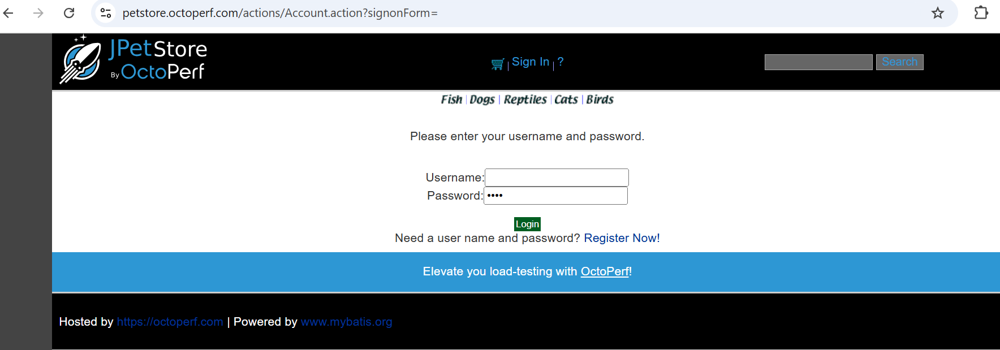 petstore.octoperf.com/actions/Account.action?signonForm=
JPetStore
By OctoPerf
Sign In
?
Search
Fish | Dogs | Reptiles | Cats | Birds
Please enter your username and password.
Username:
Password: ••••
Login
Need a user name and password? Register Now!
Elevate you load-testing with OctoPerf!
Hosted by https://octoperf.com | Powered by www.mybatis.org